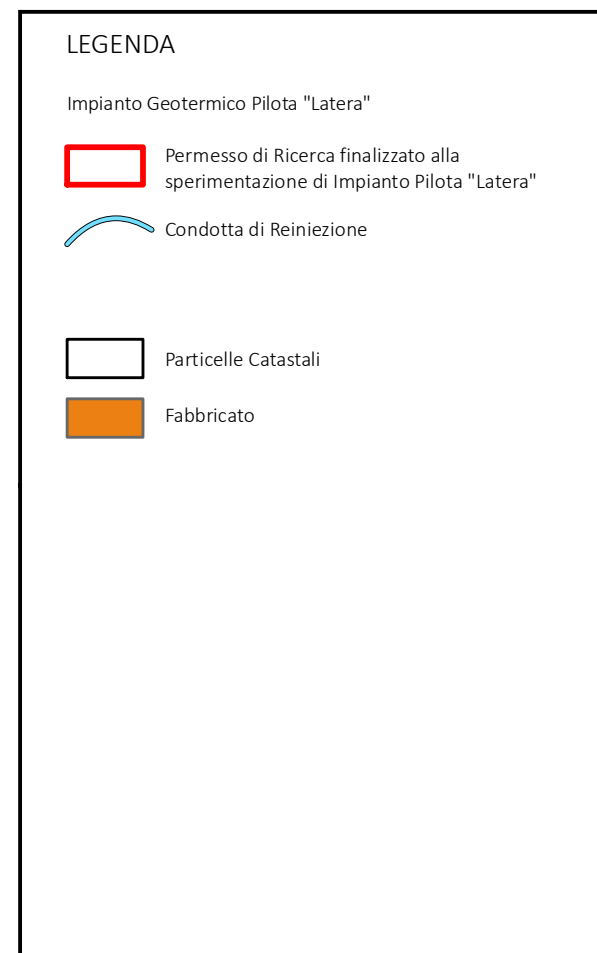 LEGENDA
Impianto Geotermico Pilota "Latera"
Permesso di Ricerca finalizzato alla
sperimentazione di Impianto Pilota "Latera"
Condotta di Reiniezione
Particelle Catastali
Fabbricato